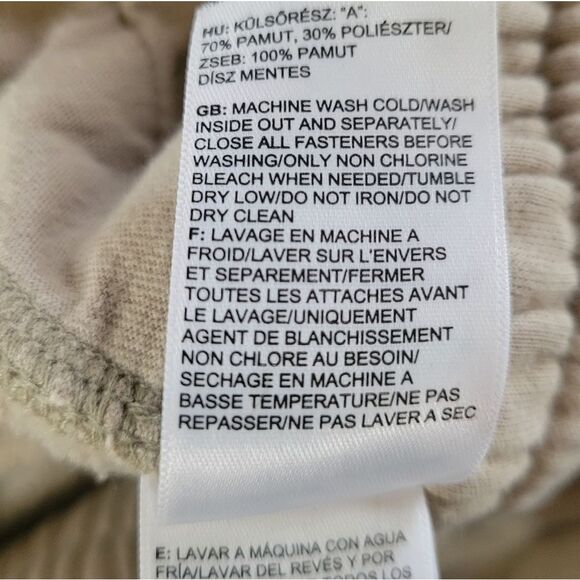 HU: KÜLSŐRÉSZ: "A":
70% PAMUT, 30% POLIÉSZTER/
ZSEB: 100% PAMUT
DÍSZ MENTES
GB: MACHINE WASH COLD/WASH
INSIDE OUT AND SEPARATELY/
CLOSE ALL FASTENERS BEFORE
WASHING/ONLY NON CHLORINE
BLEACH WHEN NEEDED/TUMBLE
DRY LOW/DO NOT IRON/DO NOT
DRY CLEAN
F: LAVAGE EN MACHINE A
FROID/LAVER SUR L'ENVERS
ET SEPAREMENT/FERMER
TOUTES LES ATTACHES AVANT
LE LAVAGE/UNIQUEMENT
AGENT DE BLANCHISSEMENT
NON CHLORE AU BESOIN/
SECHAGE EN MACHINE A
BASSE TEMPERATURE/NE PAS
REPASSER/NE PAS LAVER A SEC
E: LAVAR A MÁQUINA CON AGUA
FRÍA/LAVAR DEL REVÉS Y POR
TODOS LOS